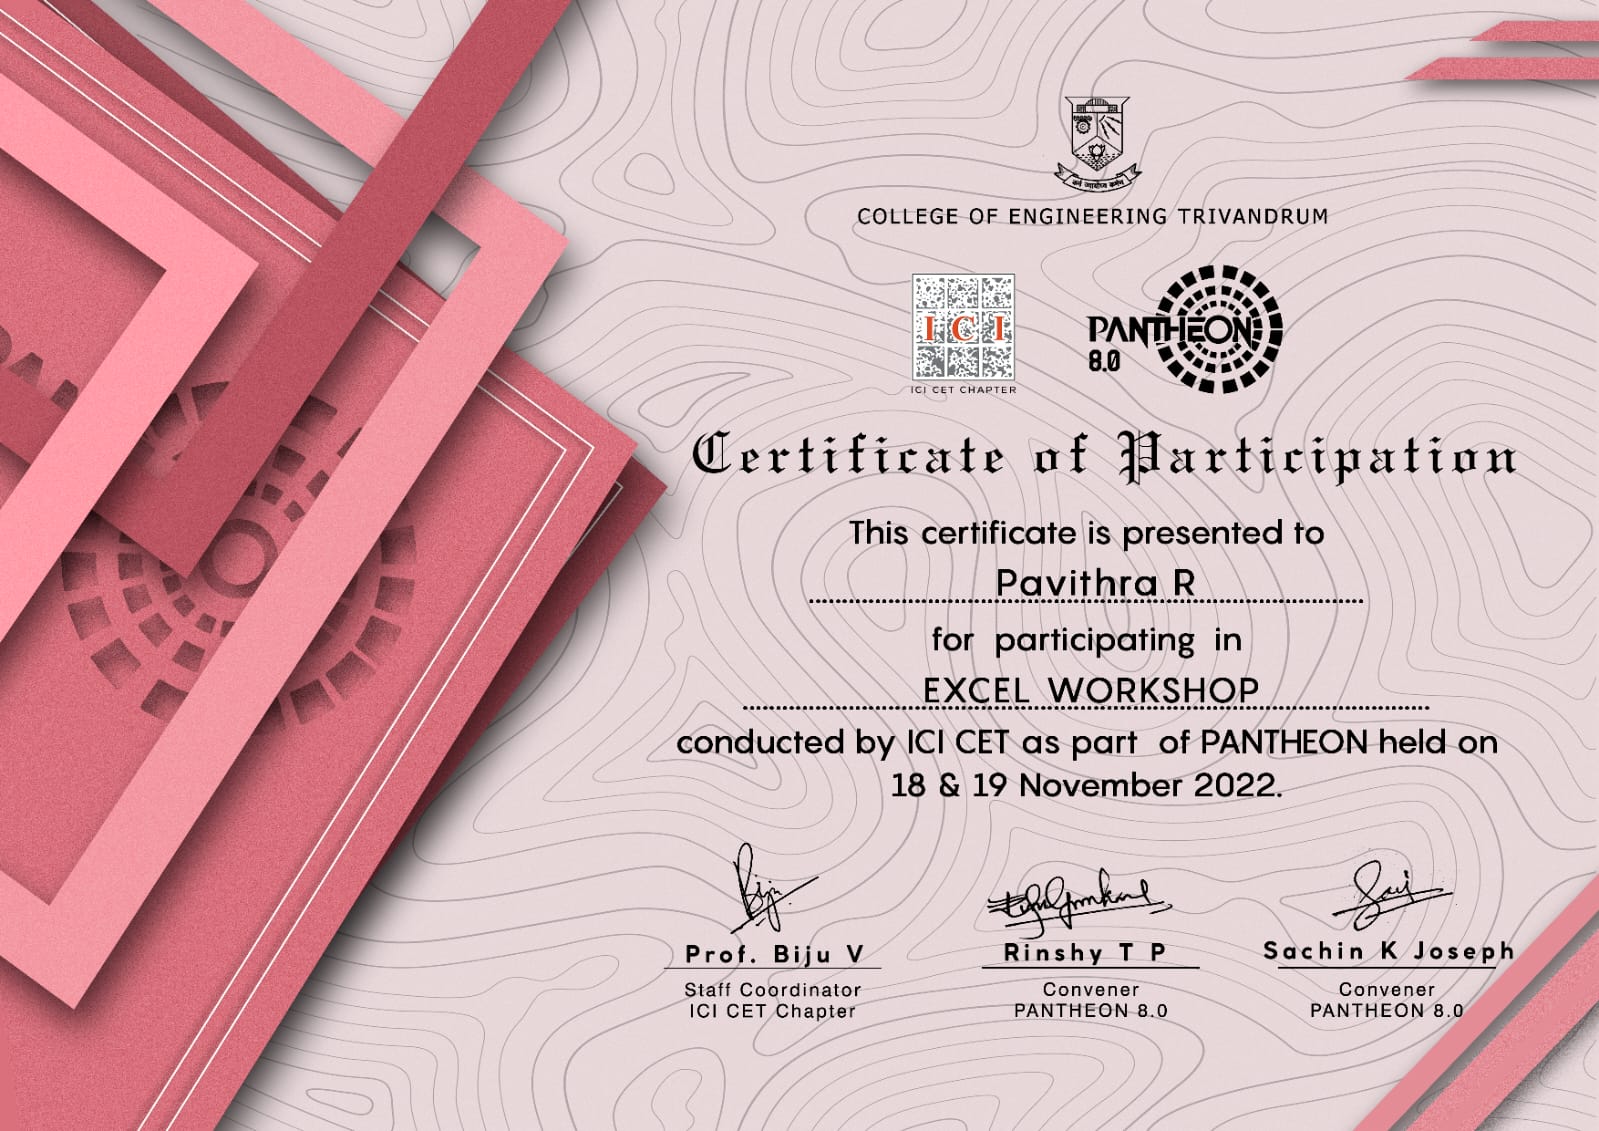 कर्म ज्यायोध्य कर्मणः
COLLEGE OF ENGINEERING TRIVANDRUM
ICI
ICI CET CHAPTER
PANTHEON
8.0
Certificate of Participation
This certificate is presented to
Pavithra R
for participating in
EXCEL WORKSHOP
conducted by ICI CET as part of PANTHEON held on
18 & 19 November 2022.
Biju
Prof. Biju V
Rinshy T P
Sachin K Joseph
Staff Coordinator
Convener
Convener
ICI CET Chapter
PANTHEON 8.0
PANTHEON 8.0